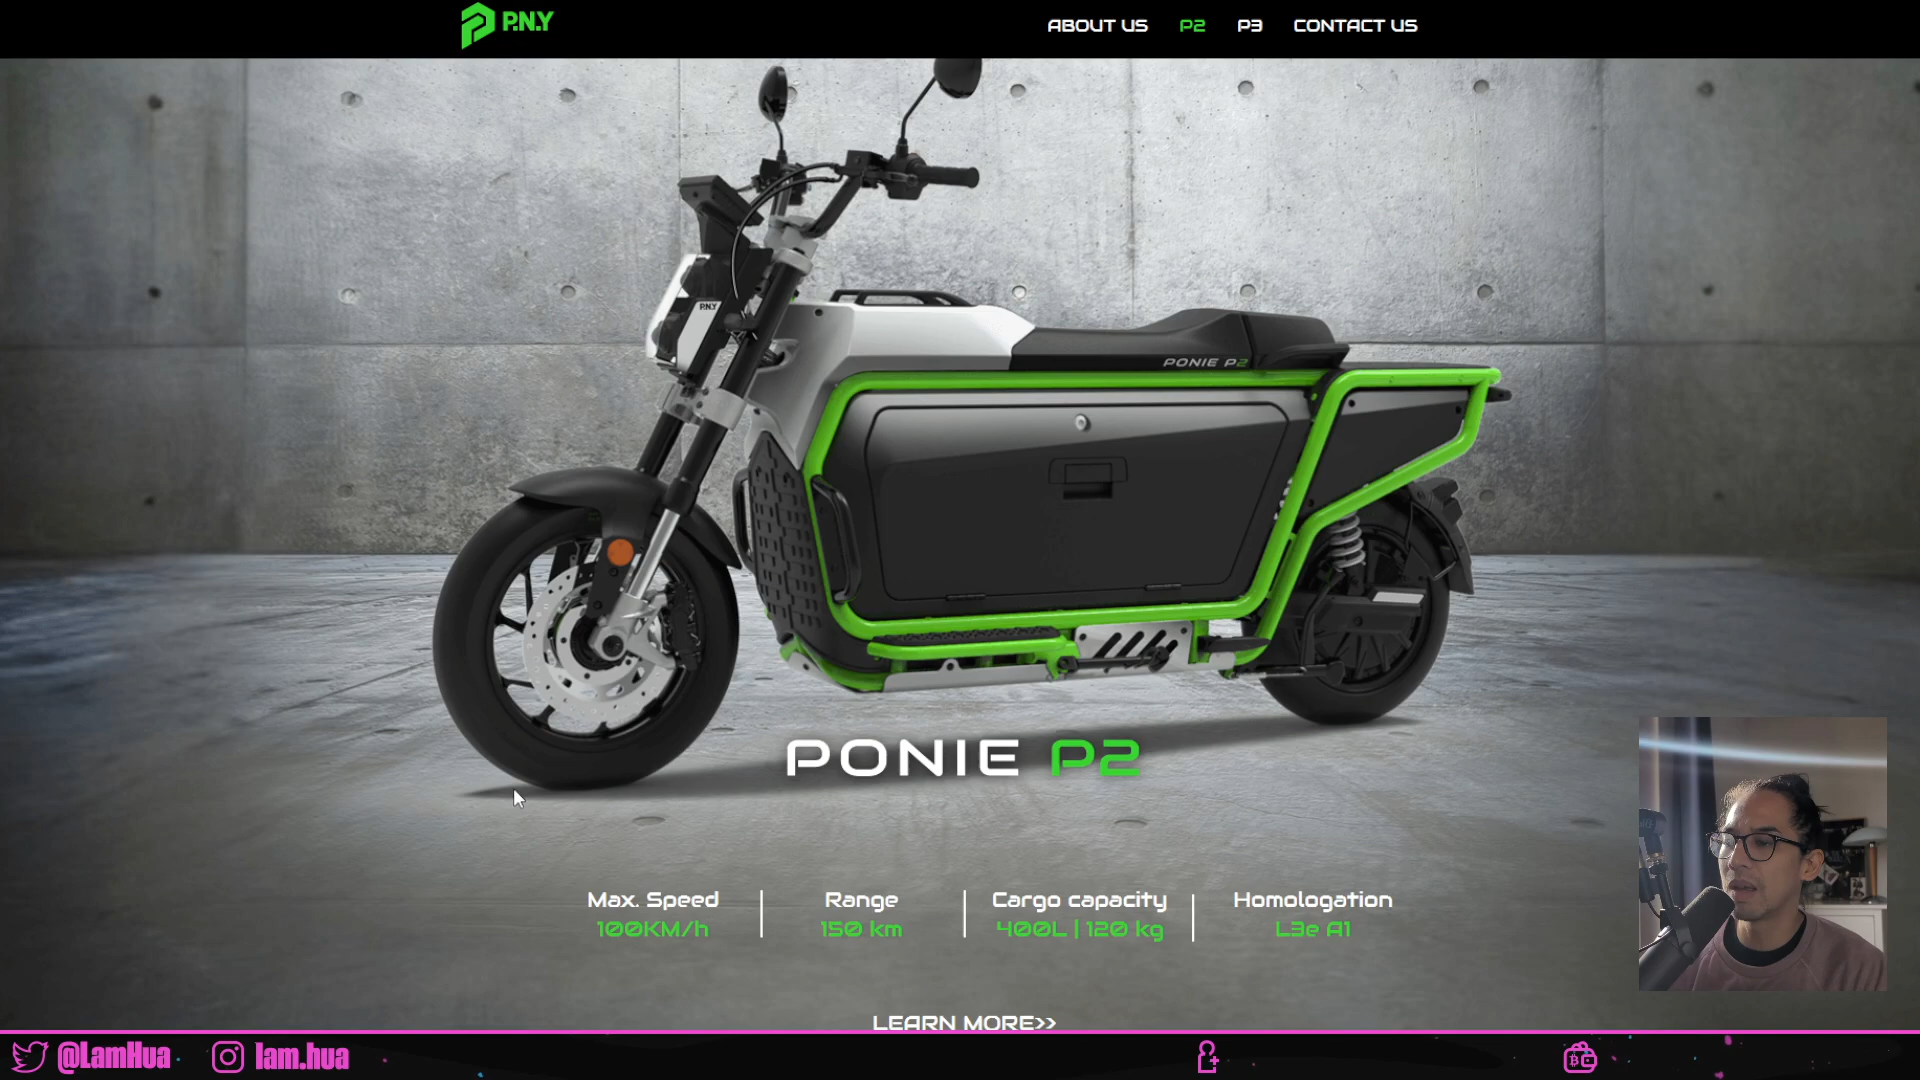 P.N.Y
ABOUT US
P2
P3
CONTACT US
P.N.Y
PONIE P2
PONIE P2
Max. Speed
100KM/h
Range
150 km
Cargo capacity
400L | 120 kg
Homologation
L3e A1
LEARN MORE>>
@LamHua
lam.hua